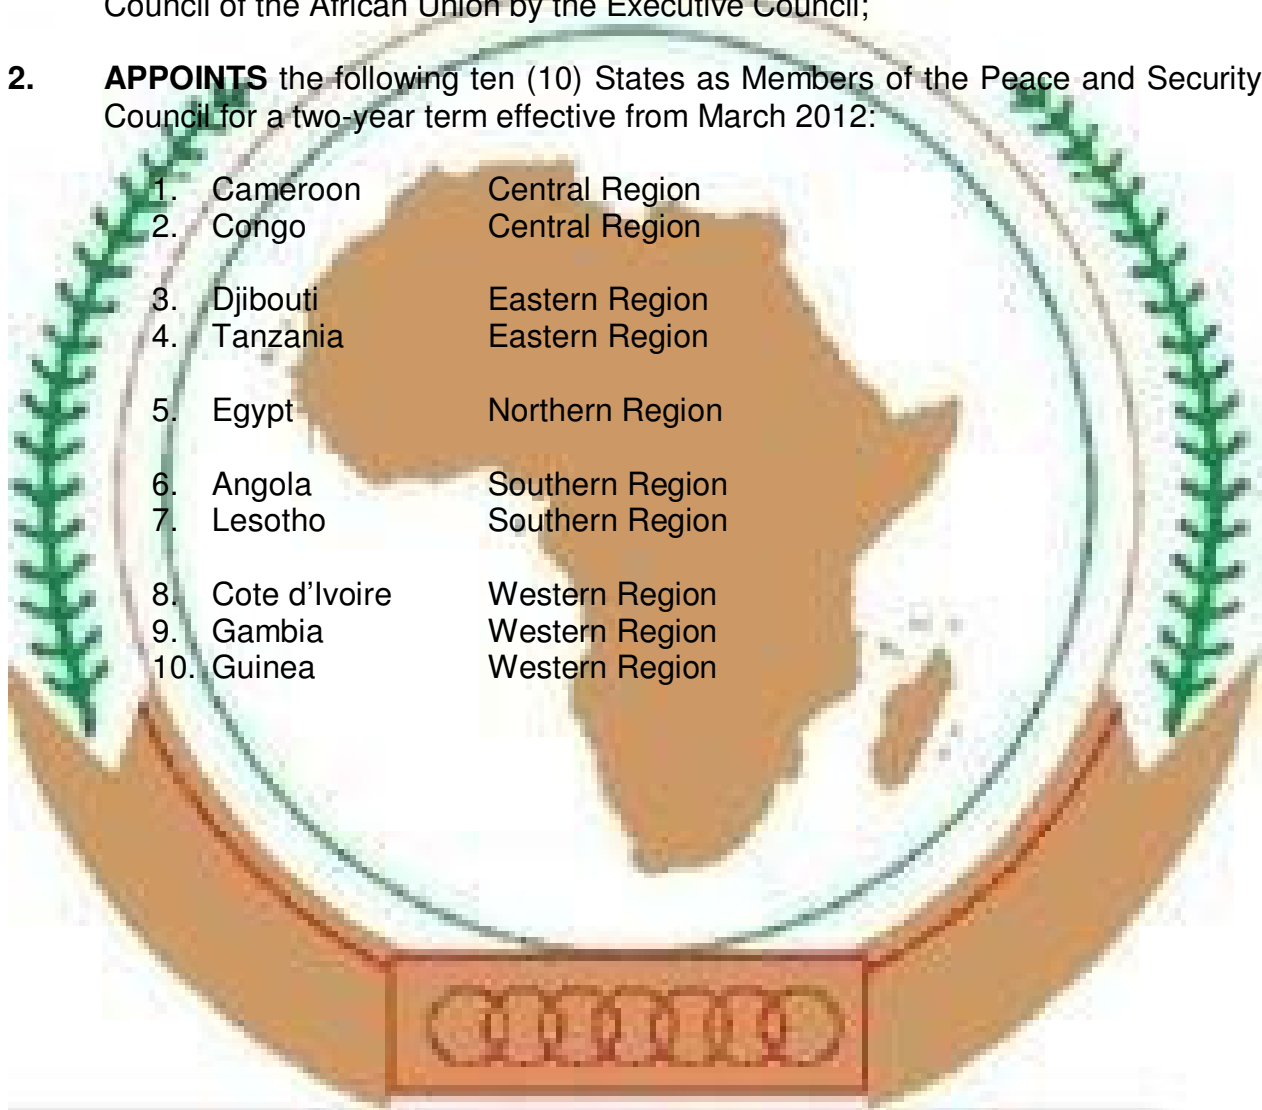 Council of the African Union by the Executive Council;
2. APPOINTS the following ten (10) States as Members of the Peace and Security
Council for a two-year term effective from March 2012:
1. Cameroon Central Region
2. Congo Central Region
3. Djibouti Eastern Region
4. Tanzania Eastern Region
5. Egypt Northern Region
6. Angola Southern Region
7. Lesotho Southern Region
8. Cote d’Ivoire Western Region
9. Gambia Western Region
10. Guinea Western Region